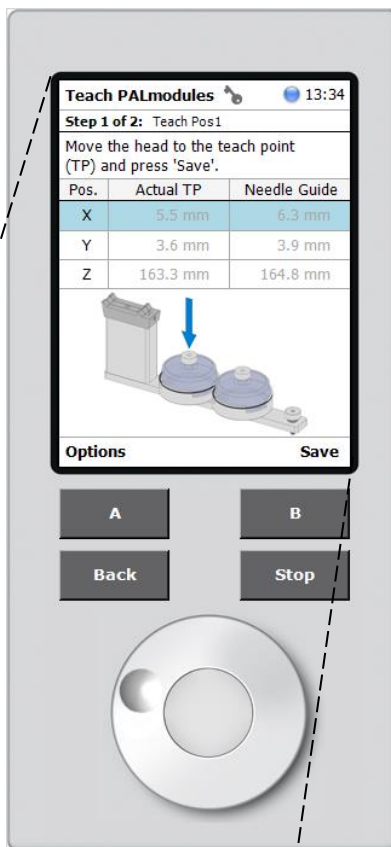 Teach PALmodules 13:34
Step 1 of 2: Teach Pos1
Move the head to the teach point
(TP) and press 'Save'.
Pos. Actual TP Needle Guide
X 5.5 mm 6.3 mm
Y 3.6 mm 3.9 mm
Z 163.3 mm 164.8 mm
Options Save
A B
Back Stop